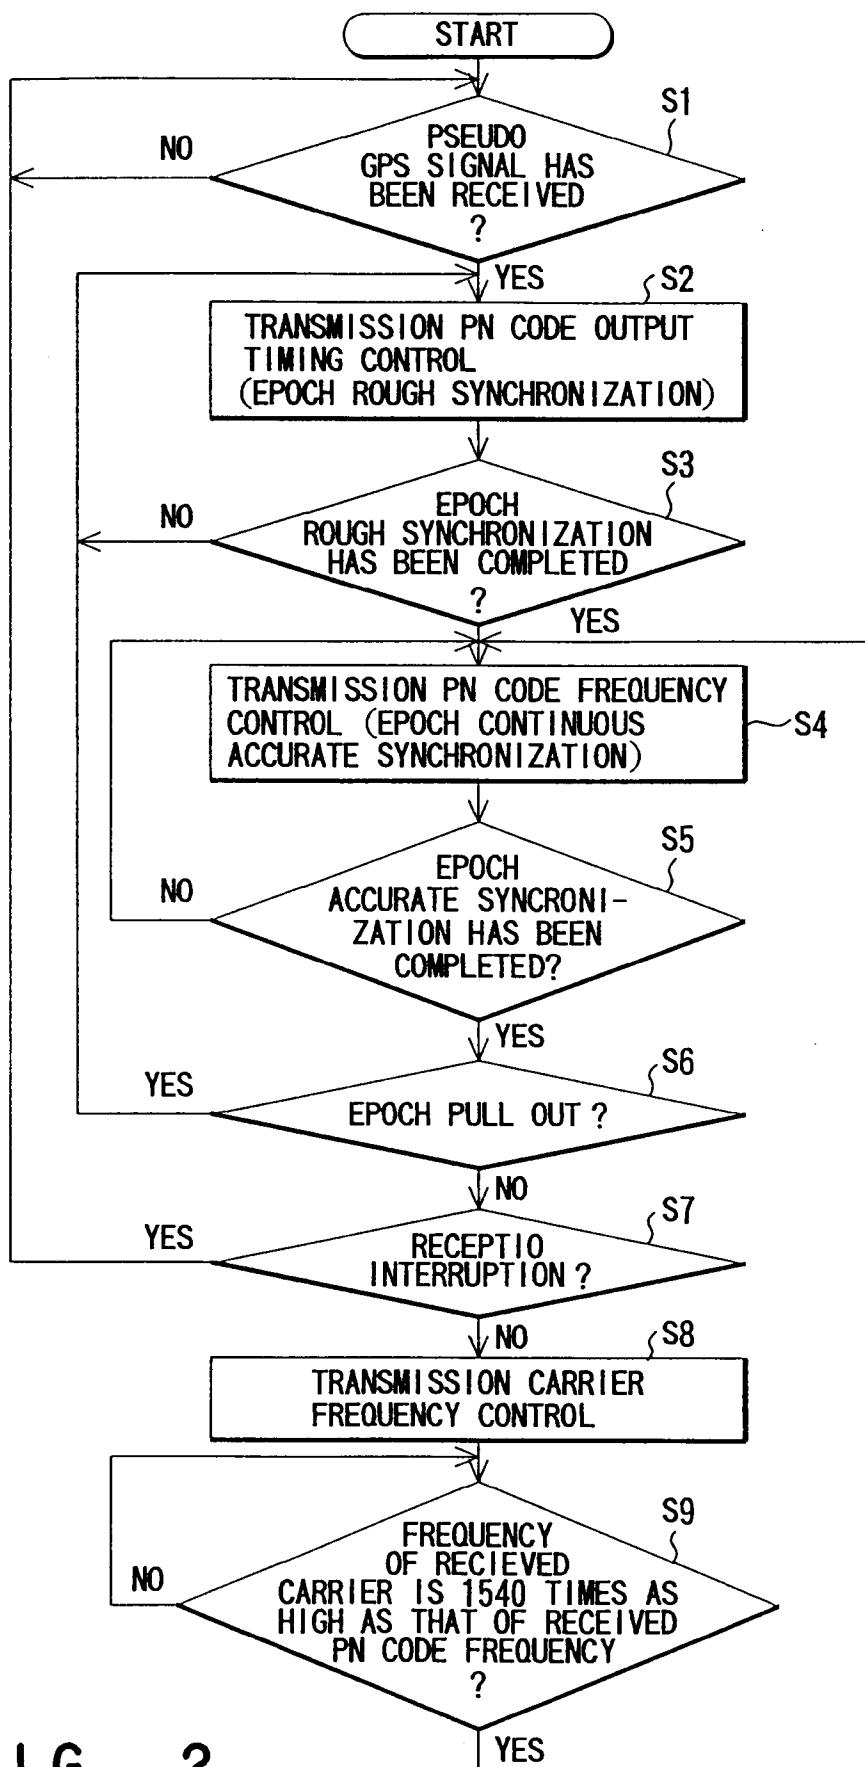 START
S1
NO
PSEUDO
GPS SIGNAL HAS
BEEN RECEIVED
?
YES
S2
TRANSMISSION PN CODE OUTPUT
TIMING CONTROL
(EPOCH ROUGH SYNCHRONIZATION)
S3
NO
EPOCH
ROUGH SYNCHRONIZATION
HAS BEEN COMPLETED
?
YES
TRANSMISSION PN CODE FREQUENCY
CONTROL (EPOCH CONTINUOUS
ACCURATE SYNCHRONIZATION)
S4
S5
NO
EPOCH
ACCURATE SYNCRONI-
ZATION HAS BEEN
COMPLETED?
YES
S6
YES
EPOCH PULL OUT ?
NO
S7
YES
RECEPTIO
INTERRUPTION ?
NO
S8
TRANSMISSION CARRIER
FREQUENCY CONTROL
S9
NO
FREQUENCY
OF RECIEVED
CARRIER IS 1540 TIMES AS
HIGH AS THAT OF RECEIVED
PN CODE FREQUENCY
?
YES